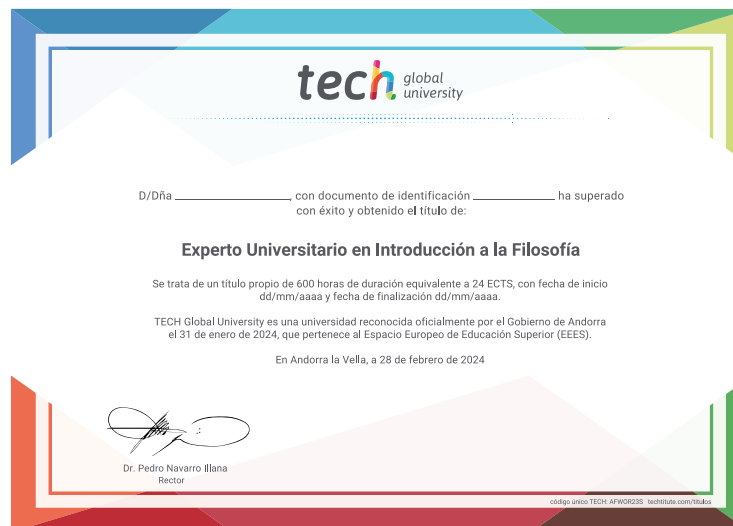 tech global university
D/Dña ____________________, con documento de identificación ______________ ha superado
con éxito y obtenido el título de:
Experto Universitario en Introducción a la Filosofía
Se trata de un título propio de 600 horas de duración equivalente a 24 ECTS, con fecha de inicio
dd/mm/aaaa y fecha de finalización dd/mm/aaaa.
TECH Global University es una universidad reconocida oficialmente por el Gobierno de Andorra
el 31 de enero de 2024, que pertenece al Espacio Europeo de Educación Superior (EEES).
En Andorra la Vella, a 28 de febrero de 2024
Dr. Pedro Navarro Illana
Rector
código único TECH: AFWOR23S techtitute.com/titulos